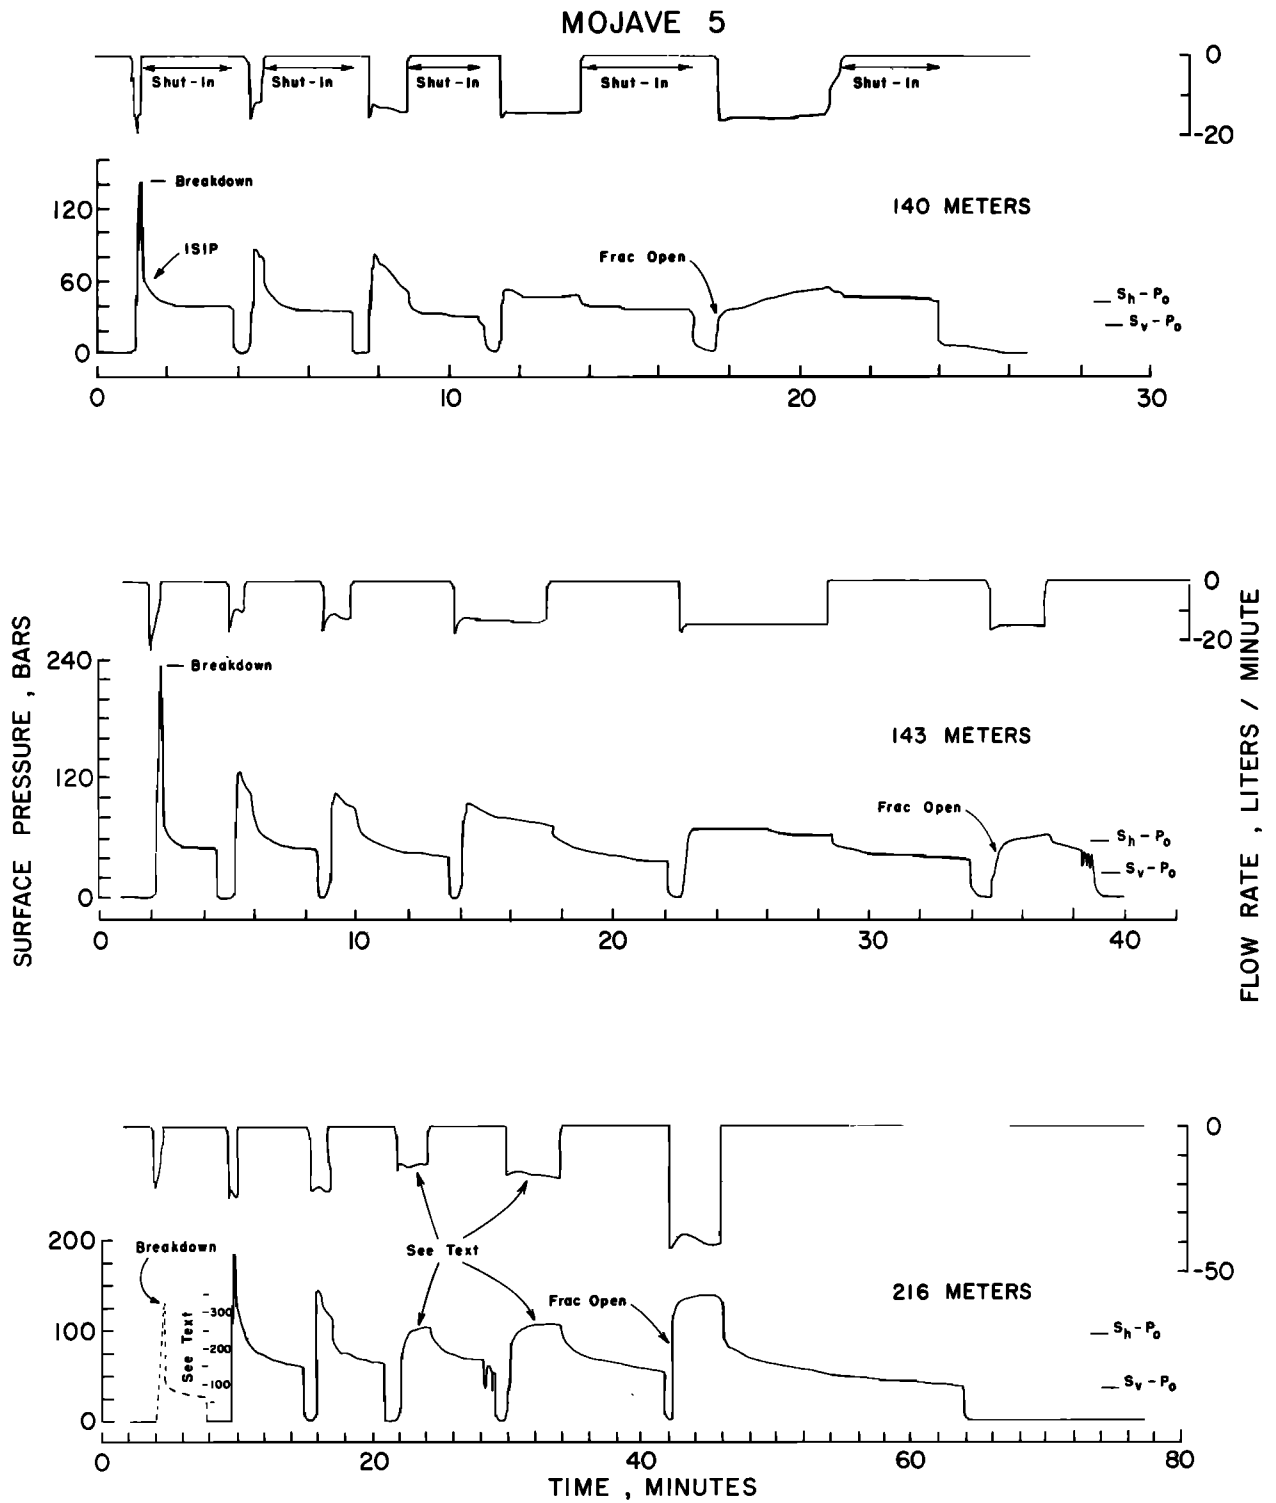 MOJAVE 5
0
-20
Shut-In Shut-In Shut-In Shut-In Shut-In
Breakdown
ISIP
Frac Open
140 METERS
120
60
0
Sh-Po
Sv-Po
0 10 20 30
SURFACE PRESSURE, BARS
FLOW RATE, LITERS / MINUTE
0
-20
240
120
0
Breakdown
143 METERS
Frac Open
Sh-Po
Sv-Po
0 10 20 30 40
0
-50
200
100
0
Breakdown
See Text
300
200
100
See Text
Frac Open
216 METERS
Sh-Po
Sv-Po
0 20 40 60 80
TIME, MINUTES